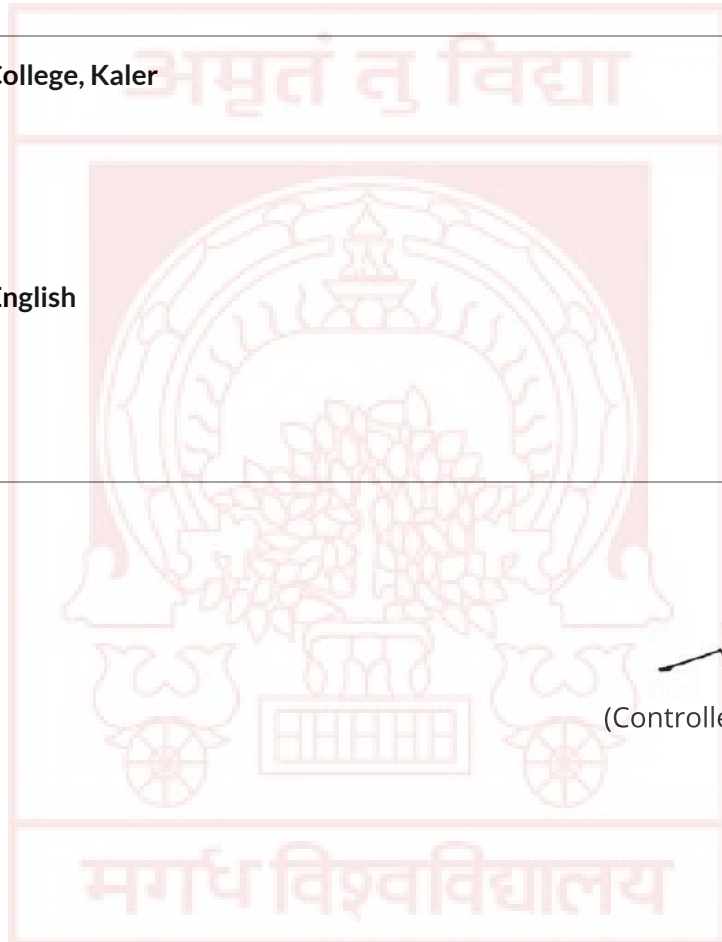 अमृतं तु विद्या
College, Kaler
English
(Controlle
मगध विश्वविद्यालय